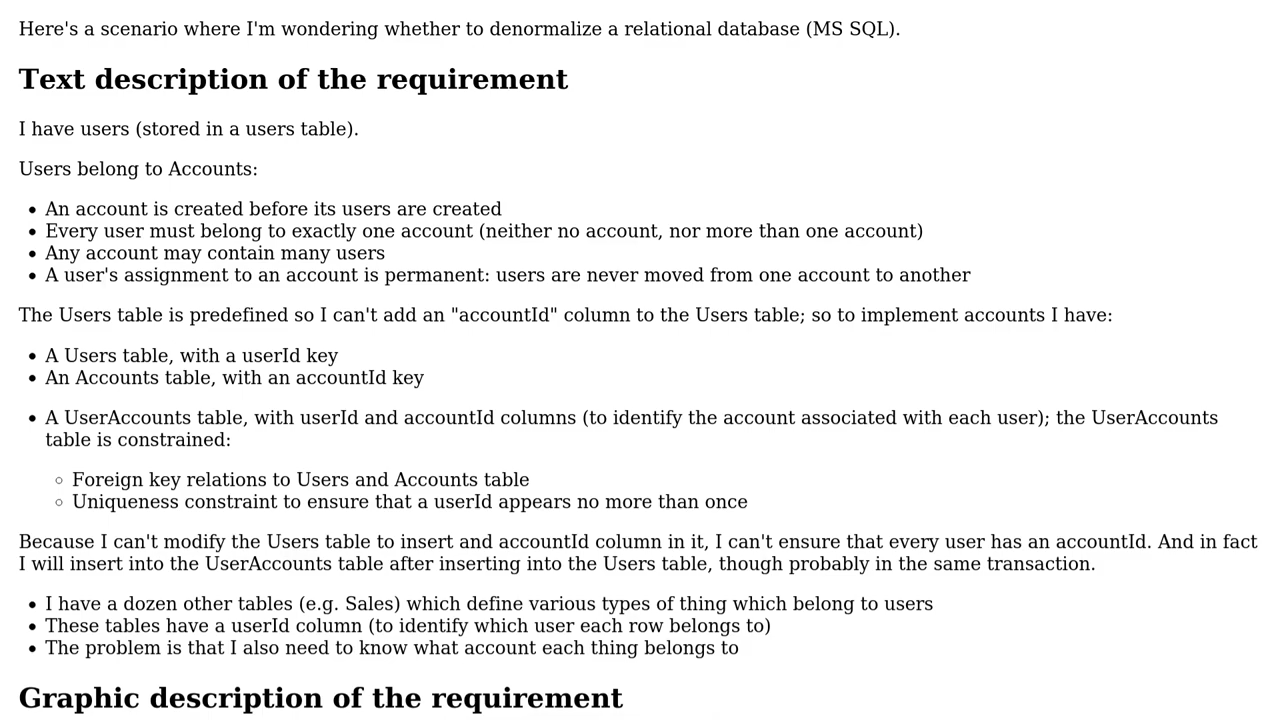 Here's a scenario where I'm wondering whether to denormalize a relational database (MS SQL).
Text description of the requirement
I have users (stored in a users table).
Users belong to Accounts:
• An account is created before its users are created
• Every user must belong to exactly one account (neither no account, nor more than one account)
• Any account may contain many users
• A user's assignment to an account is permanent: users are never moved from one account to another
The Users table is predefined so I can't add an "accountId" column to the Users table; so to implement accounts I have:
• A Users table, with a userId key
• An Accounts table, with an accountId key
• A UserAccounts table, with userId and accountId columns (to identify the account associated with each user); the UserAccounts
table is constrained:
◦ Foreign key relations to Users and Accounts table
◦ Uniqueness constraint to ensure that a userId appears no more than once
Because I can't modify the Users table to insert and accountId column in it, I can't ensure that every user has an accountId. And in fact
I will insert into the UserAccounts table after inserting into the Users table, though probably in the same transaction.
• I have a dozen other tables (e.g. Sales) which define various types of thing which belong to users
• These tables have a userId column (to identify which user each row belongs to)
• The problem is that I also need to know what account each thing belongs to
Graphic description of the requirement